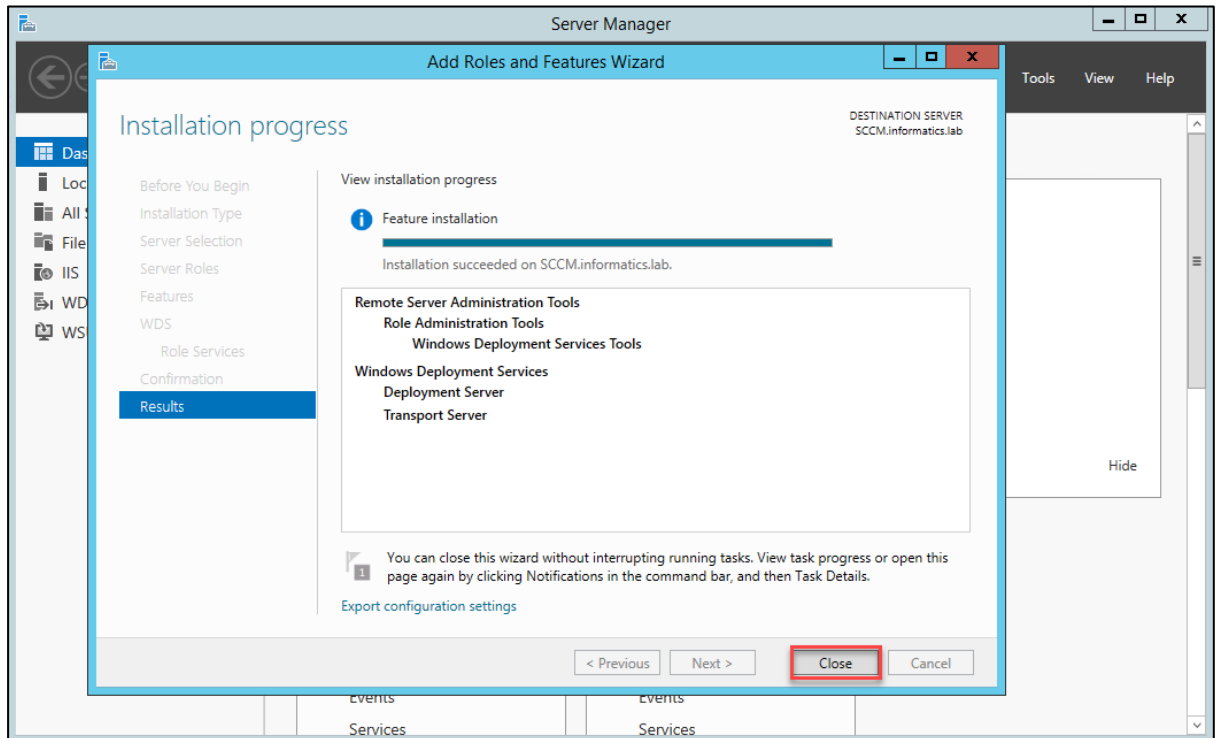 Server Manager
Add Roles and Features Wizard
Tools View Help
Installation progress
DESTINATION SERVER
SCCM.informatics.lab
Das
Loc
All S
File
IIS
WD
WS
Before You Begin
Installation Type
Server Selection
Server Roles
Features
WDS
Role Services
Confirmation
Results
View installation progress
Feature installation
Installation succeeded on SCCM.informatics.lab.
Remote Server Administration Tools
Role Administration Tools
Windows Deployment Services Tools
Windows Deployment Services
Deployment Server
Transport Server
Hide
1
You can close this wizard without interrupting running tasks. View task progress or open this
page again by clicking Notifications in the command bar, and then Task Details.
Export configuration settings
< Previous Next > Close Cancel
Events Events
Services Services